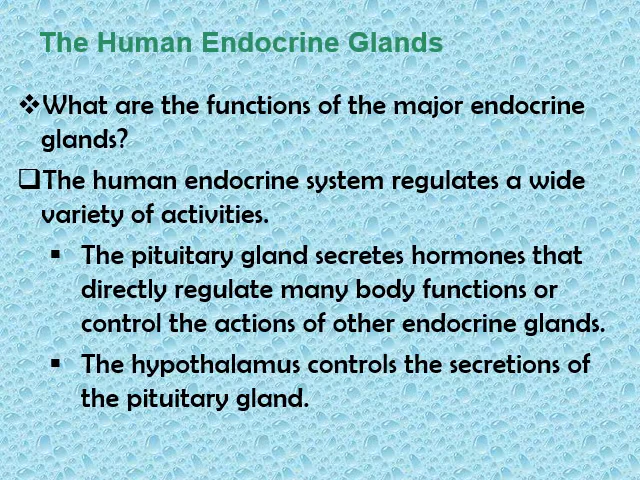 The Human Endocrine Glands
❖What are the functions of the major endocrine
glands?
❑The human endocrine system regulates a wide
variety of activities.
▪ The pituitary gland secretes hormones that
directly regulate many body functions or
control the actions of other endocrine glands.
▪ The hypothalamus controls the secretions of
the pituitary gland.